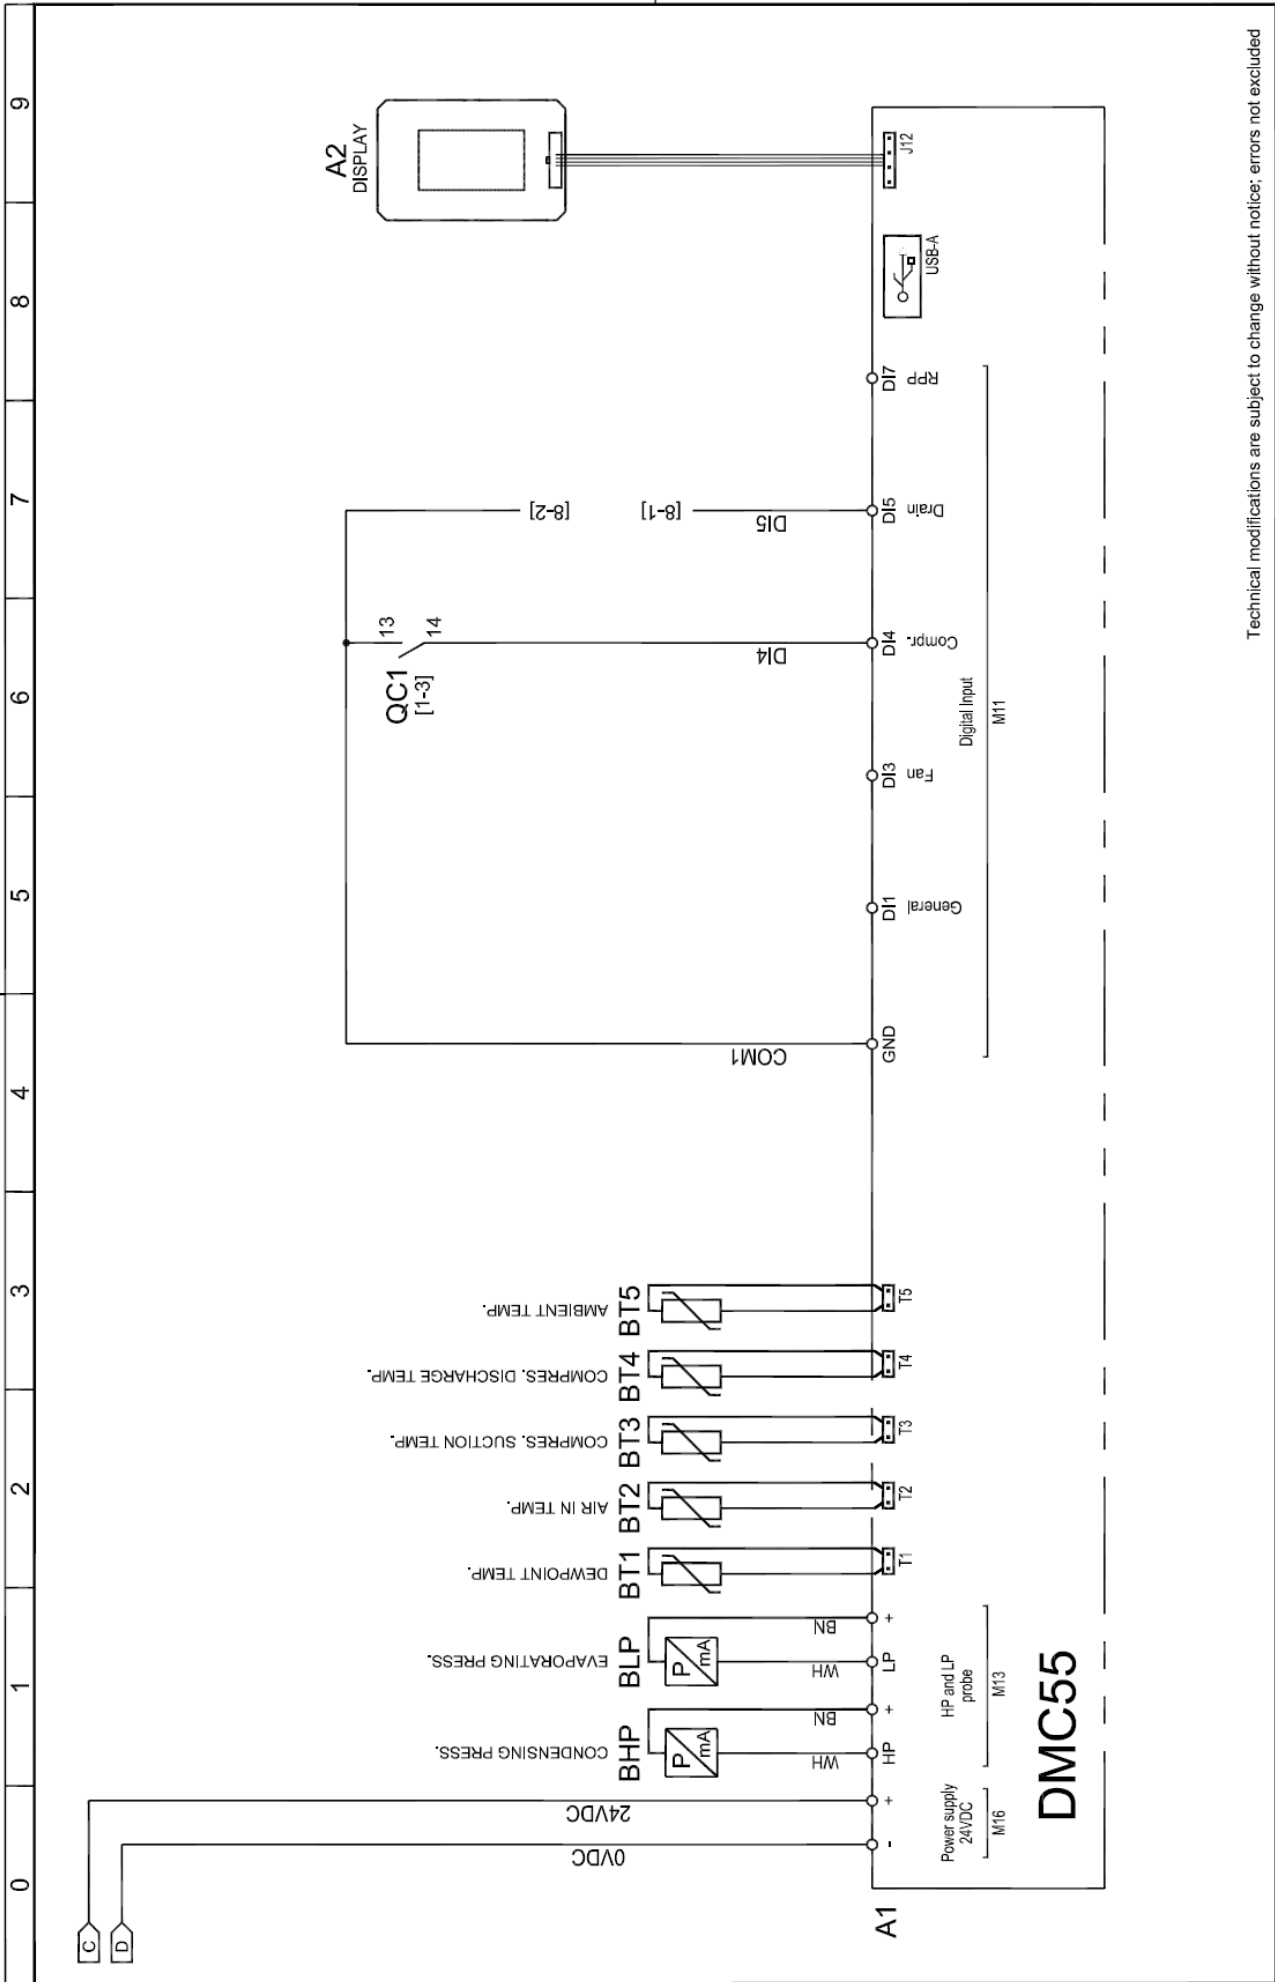 0 1 2 3 4 5 6 7 8 9
C
D
24VDC
0VDC
CONDENSING PRESS.
BHP
P
mA
WH
BN
EVAPORATING PRESS.
BLP
P
mA
WH
BN
DEWPOINT TEMP.
BT1
AIR IN TEMP.
BT2
COMPRES. SUCTION TEMP.
BT3
COMPRES. DISCHARGE TEMP.
BT4
AMBIENT TEMP.
BT5
COM1
QC1
[1-3]
13
14
DI4
[8-2]
[8-1]
DI5
A2
DISPLAY
A1
- + HP + LP + T1 T2 T3 T4 T5 GND DI1 DI3 DI4 DI5 DI7 USB-A J12
General
Fan
Compr.
Drain
RPP
Power supply
24VDC
M16
HP and LP
probe
M13
Digital Input
M11
DMC55
Technical modifications are subject to change without notice; errors not excluded